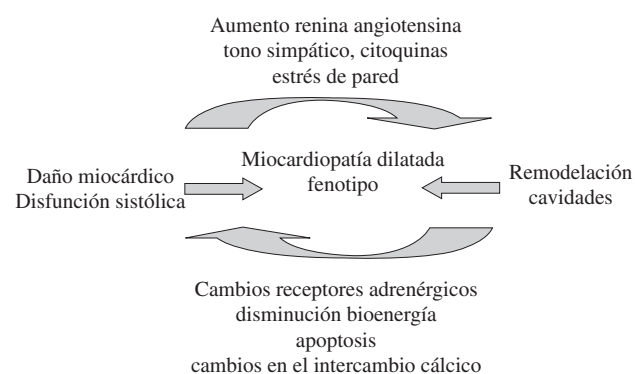 Aumento renina angiotensina
tono simpático, citoquinas
estrés de pared
Daño miocárdico
Disfunción sistólica
Miocardiopatía dilatada
fenotipo
Remodelación
cavidades
Cambios receptores adrenérgicos
disminución bioenergía
apoptosis
cambios en el intercambio cálcico